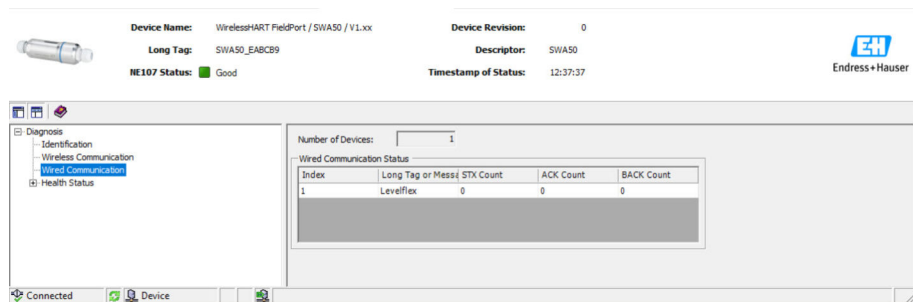 Device Name: WirelessHART FieldPort / SWA50 / V1.xx Device Revision: 0
Long Tag: SWA50_EABCB9 Descriptor: SWA50
NE107 Status: Good Timestamp of Status: 12:37:37
EH
Endress+Hauser
Diagnosis
Identification
Wireless Communication
Wired Communication
Health Status
Number of Devices: 1
Wired Communication Status
Index Long Tag or Messa STX Count ACK Count BACK Count
1 Levelflex 0 0 0
Connected Device